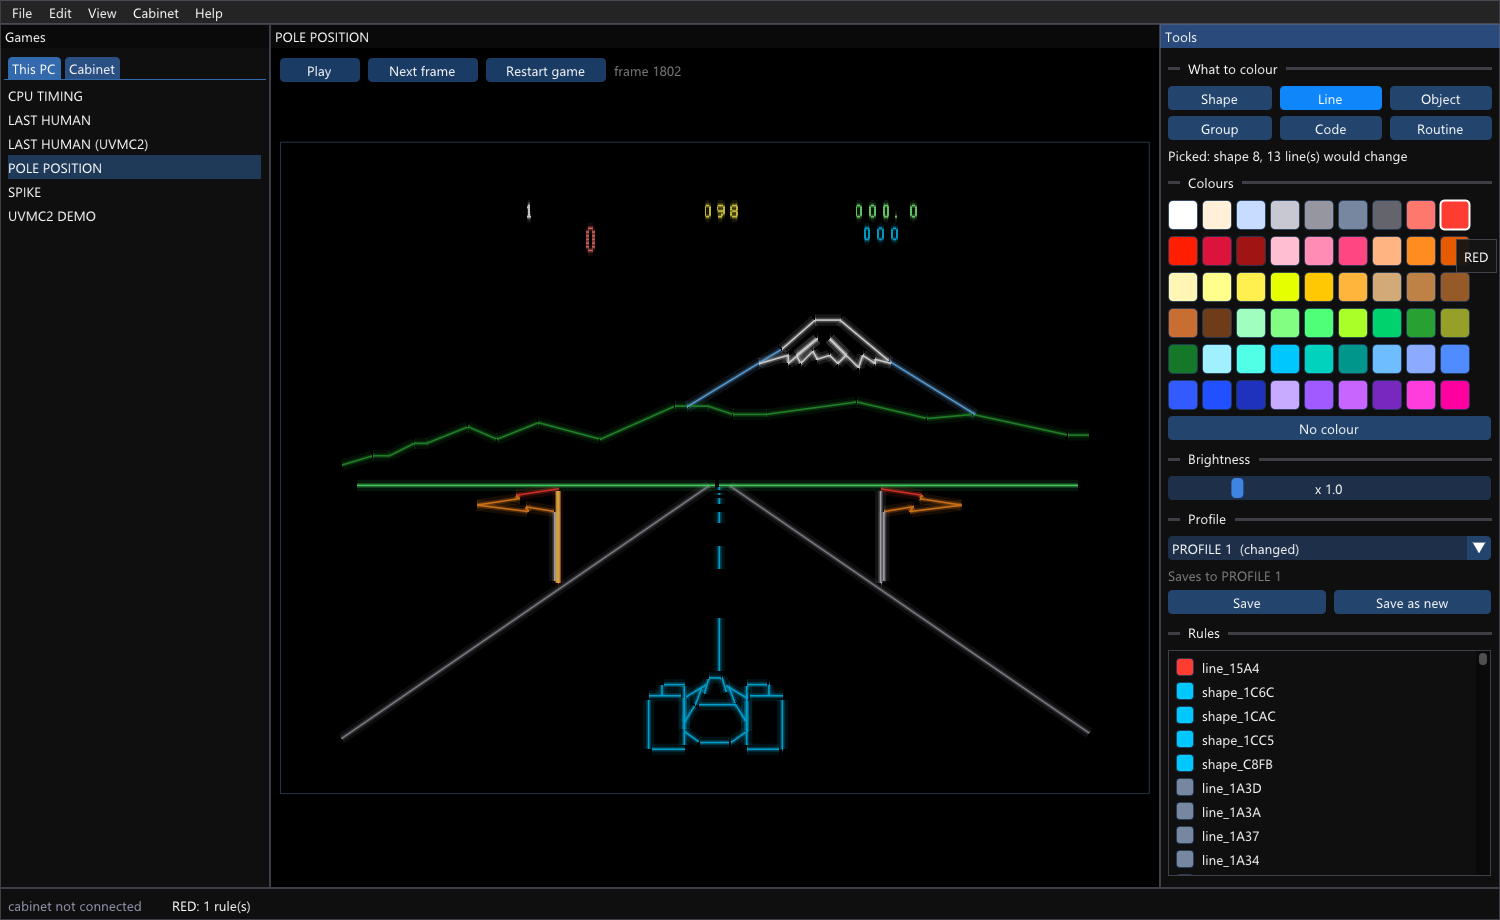 File Edit View Cabinet Help
Games
This PC Cabinet
CPU TIMING
LAST HUMAN
LAST HUMAN (UVMC2)
POLE POSITION
SPIKE
UVMC2 DEMO
POLE POSITION
Play Next frame Restart game frame 1802
1 098 000.0
0 000
Tools
What to colour
Shape Line Object
Group Code Routine
Picked: shape 8, 13 line(s) would change
Colours
RED
No colour
Brightness
x 1.0
Profile
PROFILE 1 (changed)
Saves to PROFILE 1
Save Save as new
Rules
line_15A4
shape_1C6C
shape_1CAC
shape_1CC5
shape_C8FB
line_1A3D
line_1A3A
line_1A37
line_1A34
cabinet not connected RED: 1 rule(s)